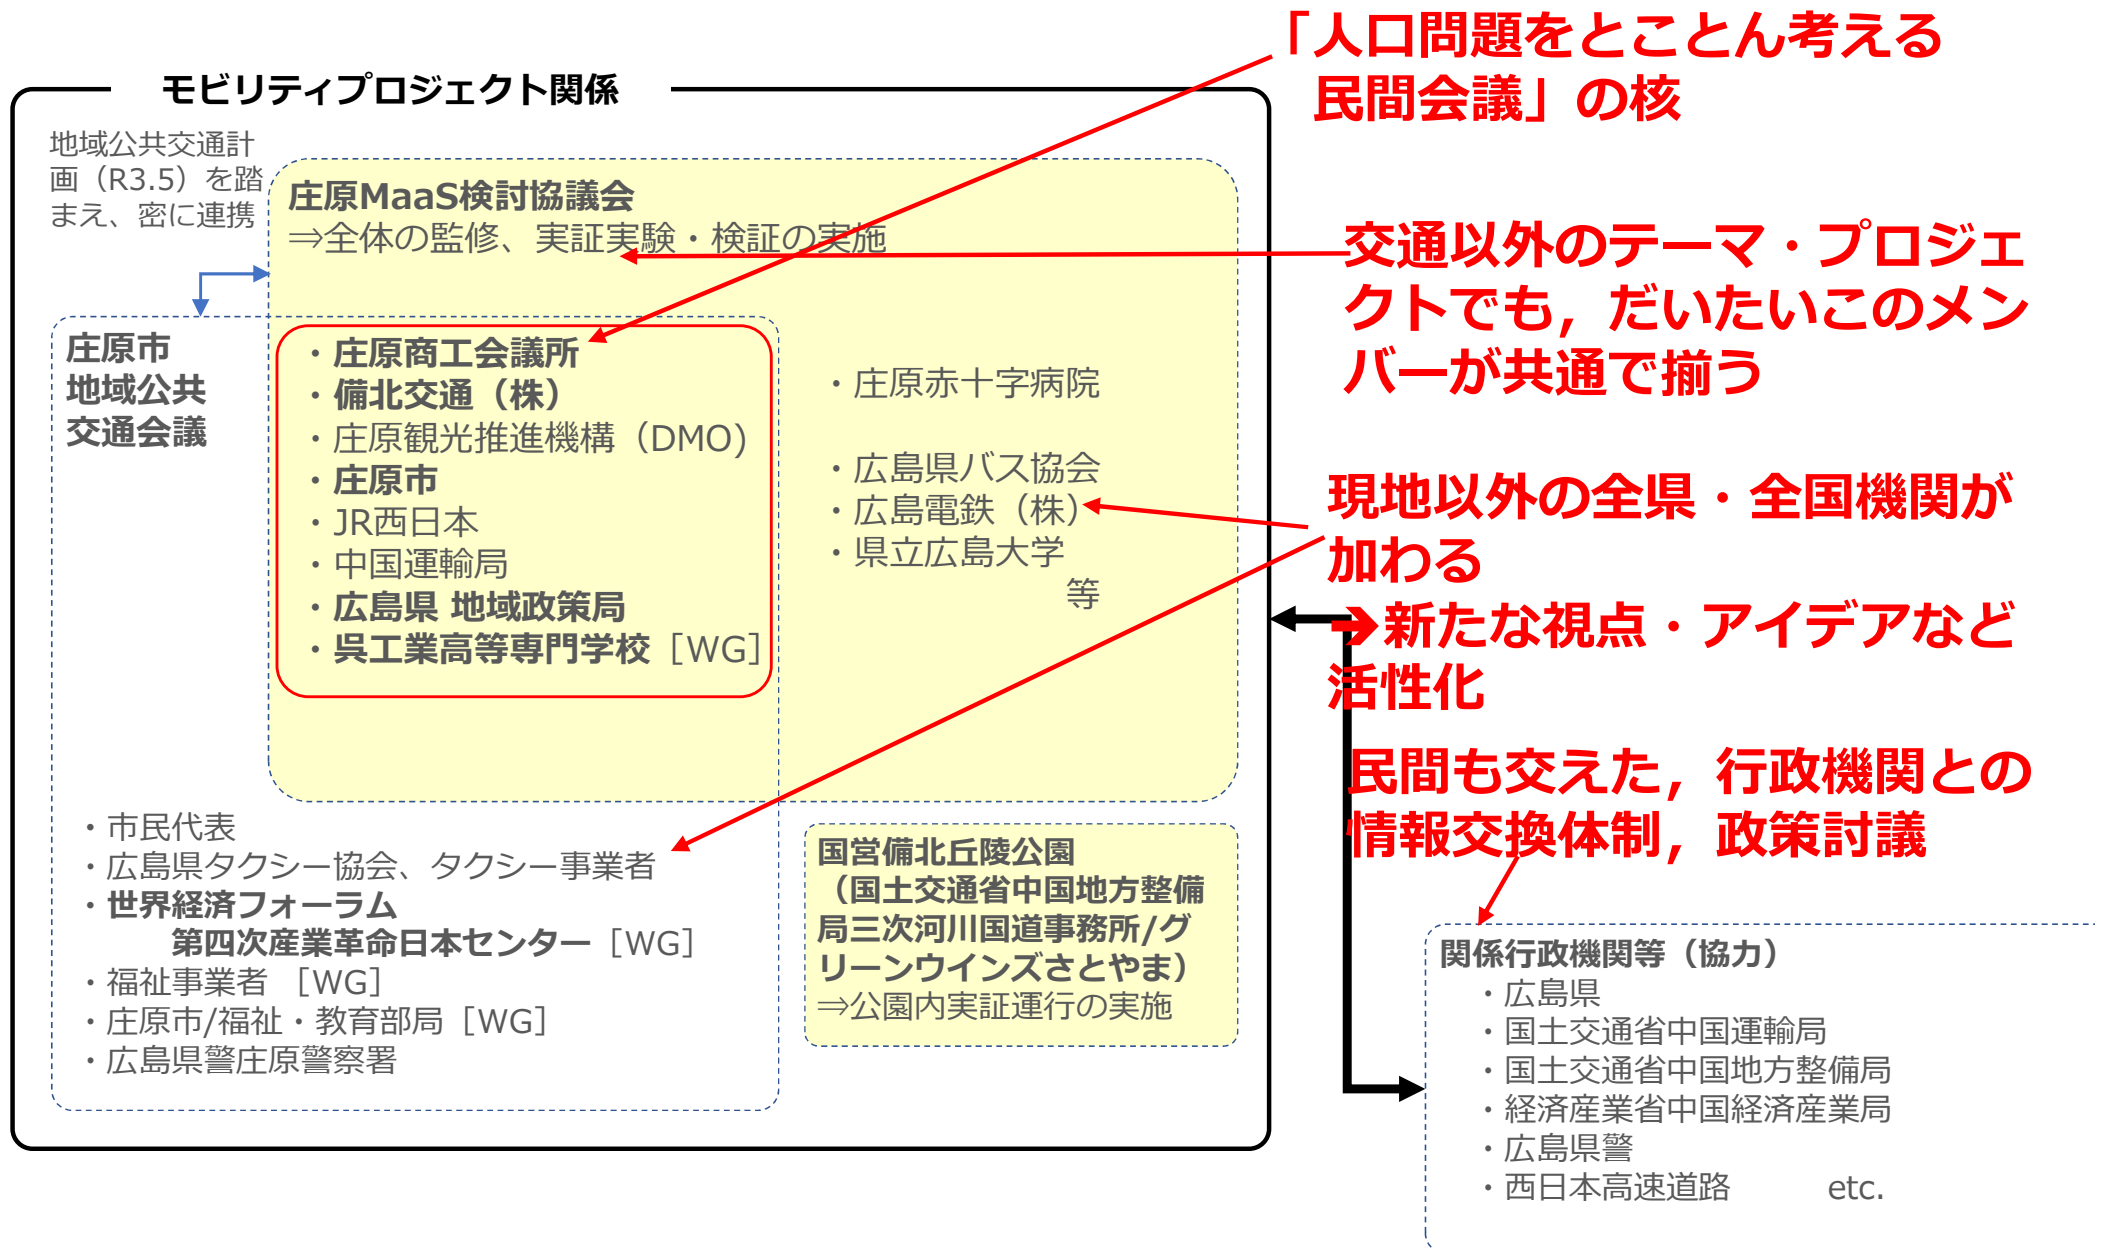 「人口問題をとことん考える
民間会議」の核
モビリティプロジェクト関係
地域公共交通計
画（R3.5）を踏
まえ、密に連携
庄原MaaS検討協議会
⇒全体の監修、実証実験・検証の実施
交通以外のテーマ・プロジェ
クトでも，だいたいこのメン
バーが共通で揃う
庄原市
地域公共
交通会議
・庄原商工会議所
・備北交通（株）
・庄原観光推進機構（DMO)
・庄原市
・JR西日本
・中国運輸局
・広島県 地域政策局
・呉工業高等専門学校［WG］
・庄原赤十字病院
・広島県バス協会
・広島電鉄（株）
・県立広島大学
等
現地以外の全県・全国機関が
加わる
➔新たな視点・アイデアなど
活性化
民間も交えた，行政機関との
情報交換体制，政策討議
・市民代表
・広島県タクシー協会、タクシー事業者
・世界経済フォーラム
第四次産業革命日本センター［WG］
・福祉事業者 ［WG］
・庄原市/福祉・教育部局［WG］
・広島県警庄原警察署
国営備北丘陵公園
（国土交通省中国地方整備
局三次河川国道事務所/グ
リーンウインズさとやま）
⇒公園内実証運行の実施
関係行政機関等（協力）
・広島県
・国土交通省中国運輸局
・国土交通省中国地方整備局
・経済産業省中国経済産業局
・広島県警
・西日本高速道路 etc.